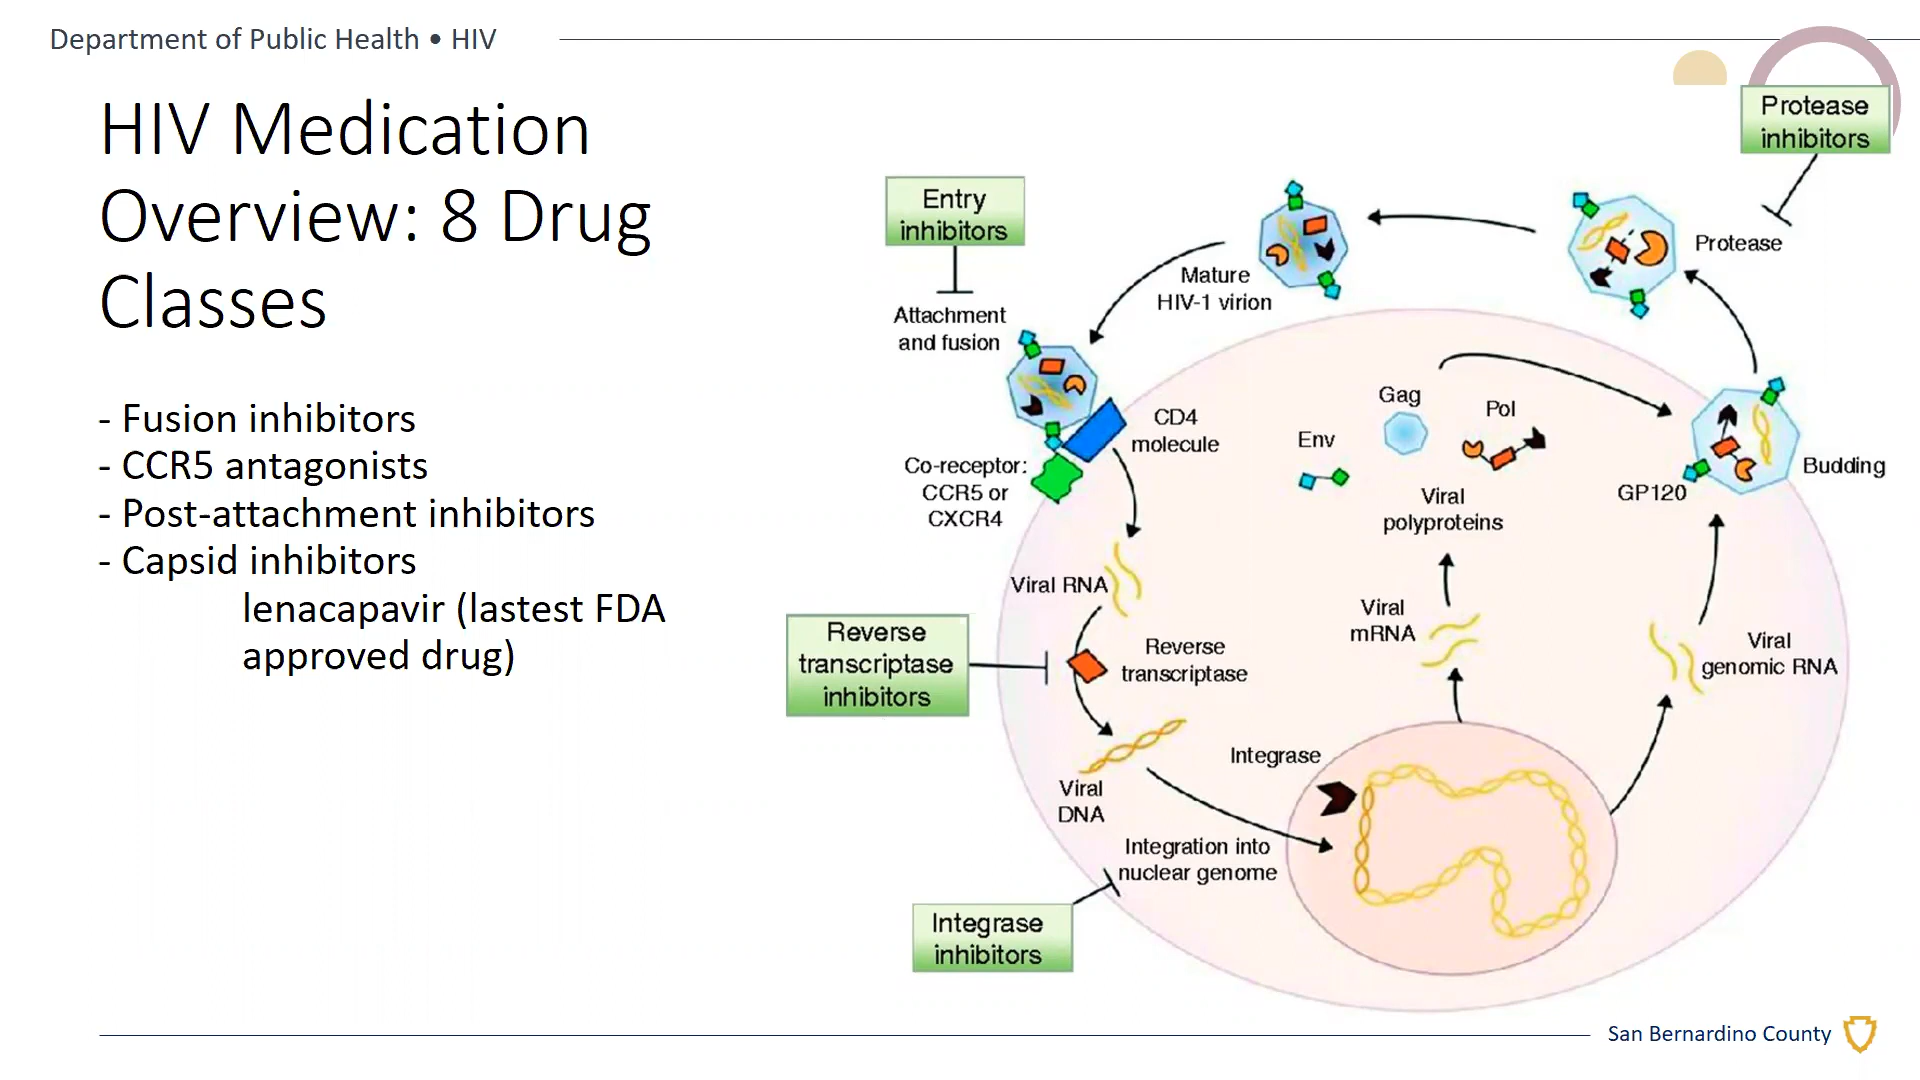 Department of Public Health • HIV
HIV Medication
Overview: 8 Drug
Classes
- Fusion inhibitors
- CCR5 antagonists
- Post-attachment inhibitors
- Capsid inhibitors
lenacapavir (lastest FDA
approved drug)
Protease
inhibitors
Entry
inhibitors
Protease
Mature
HIV-1 virion
Attachment
and fusion
CD4
molecule
Co-receptor:
CCR5 or
CXCR4
Gag
Pol
Env
Viral
polyproteins
GP120
Budding
Viral RNA
Viral
mRNA
Viral
genomic RNA
Reverse
transcriptase
inhibitors
Reverse
transcriptase
Integrase
Viral
DNA
Integration into
nuclear genome
Integrase
inhibitors
San Bernardino County